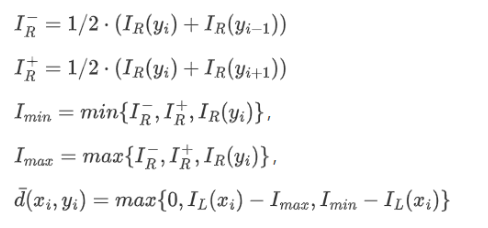 I_R^- = 1/2 · (I_R(y_i) + I_R(y_{i-1}))
I_R^+ = 1/2 · (I_R(y_i) + I_R(y_{i+1}))
I_{min} = min{I_R^-, I_R^+, I_R(y_i)},
I_{max} = max{I_R^-, I_R^+, I_R(y_i)},
d̄(x_i, y_i) = max{0, I_L(x_i) − I_{max}, I_{min} − I_L(x_i)}